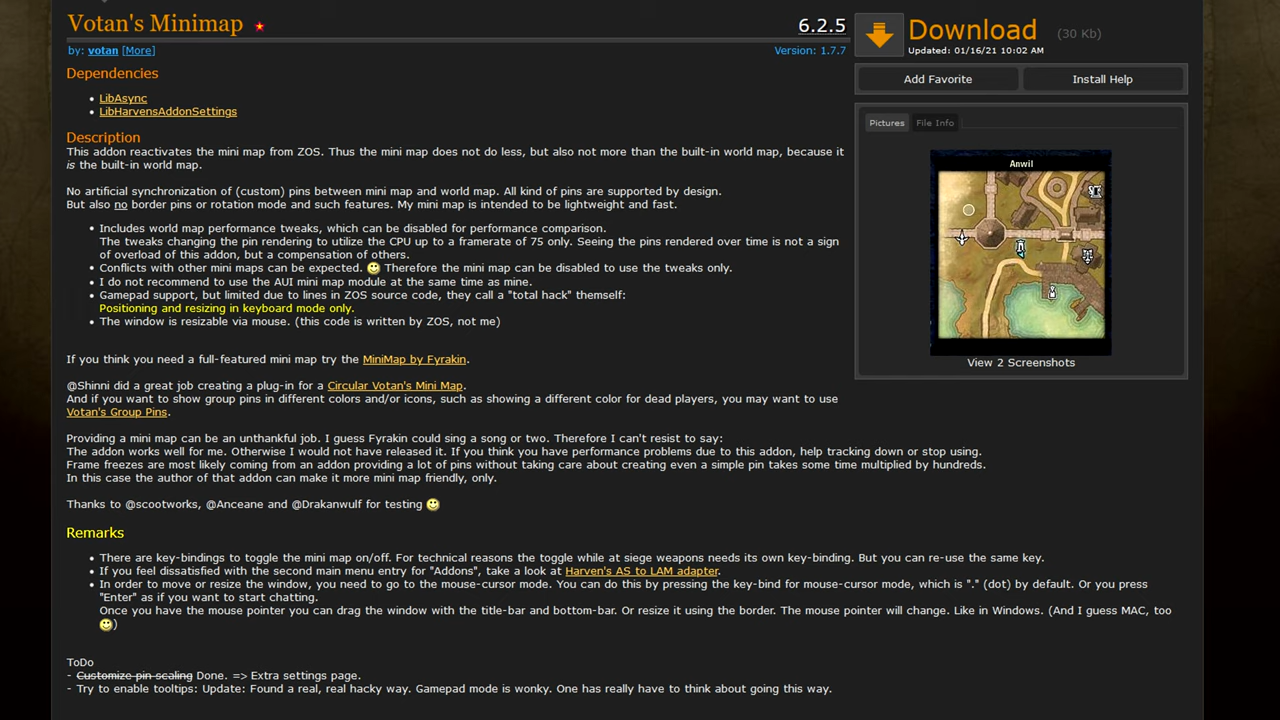 Votan's Minimap
6.2.5
by: votan [More]
Version: 1.7.7
Download (30 Kb)
Updated: 01/16/21 10:02 AM
Add Favorite
Install Help
Pictures
File Info
Anwil
View 2 Screenshots
Dependencies
LibAsync
LibHarvensAddonSettings
Description
This addon reactivates the mini map from ZOS. Thus the mini map does not do less, but also not more than the built-in world map, because it
is the built-in world map.
No artificial synchronization of (custom) pins between mini map and world map. All kind of pins are supported by design.
But also no border pins or rotation mode and such features. My mini map is intended to be lightweight and fast.
Includes world map performance tweaks, which can be disabled for performance comparison.
The tweaks changing the pin rendering to utilize the CPU up to a framerate of 75 only. Seeing the pins rendered over time is not a sign
of overload of this addon, but a compensation of others.
Conflicts with other mini maps can be expected. Therefore the mini map can be disabled to use the tweaks only.
I do not recommend to use the AUI mini map module at the same time as mine.
Gamepad support, but limited due to lines in ZOS source code, they call a "total hack" themself:
Positioning and resizing in keyboard mode only.
The window is resizable via mouse. (this code is written by ZOS, not me)
If you think you need a full-featured mini map try the MiniMap by Fyrakin.
@Shinni did a great job creating a plug-in for a Circular Votan's Mini Map.
And if you want to show group pins in different colors and/or icons, such as showing a different color for dead players, you may want to use
Votan's Group Pins.
Providing a mini map can be an unthankful job. I guess Fyrakin could sing a song or two. Therefore I can't resist to say:
The addon works well for me. Otherwise I would not have released it. If you think you have performance problems due to this addon, help tracking down or stop using.
Frame freezes are most likely coming from an addon providing a lot of pins without taking care about creating even a simple pin takes some time multiplied by hundreds.
In this case the author of that addon can make it more mini map friendly, only.
Thanks to @scootworks, @Anceane and @Drakanwulf for testing
Remarks
There are key-bindings to toggle the mini map on/off. For technical reasons the toggle while at siege weapons needs its own key-binding. But you can re-use the same key.
If you feel dissatisfied with the second main menu entry for "Addons", take a look at Harven's AS to LAM adapter.
In order to move or resize the window, you need to go to the mouse-cursor mode. You can do this by pressing the key-bind for mouse-cursor mode, which is "." (dot) by default. Or you press
"Enter" as if you want to start chatting.
Once you have the mouse pointer you can drag the window with the title-bar and bottom-bar. Or resize it using the border. The mouse pointer will change. Like in Windows. (And I guess MAC, too
)
ToDo
- Customize pin scaling Done. => Extra settings page.
- Try to enable tooltips: Update: Found a real, real hacky way. Gamepad mode is wonky. One has really have to think about going this way.